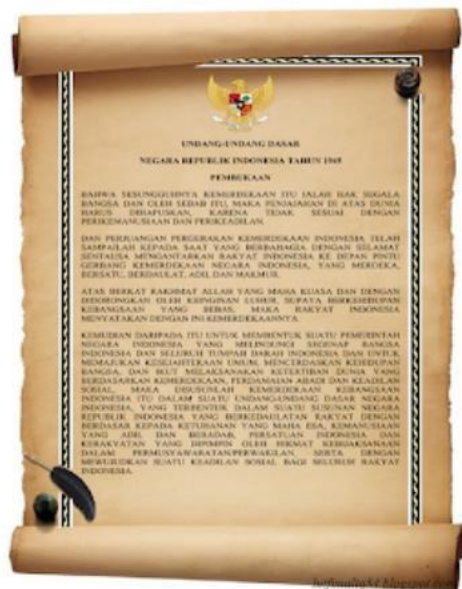 UNDANG-UNDANG DASAR
NEGARA REPUBLIK INDONESIA TAHUN 1945
PEMBUKAAN
BAHWA SESUNGGUHNYA KEMERDEKAAN ITU IALAH HAK SEGALA
BANGSA DAN OLEH SEBAB ITU, MAKA PENJAJAHAN DI ATAS DUNIA
HARUS DIHAPUSKAN, KARENA TIDAK SESUAI DENGAN
PERIKEMANUSIAAN DAN PERIKEADILAN.
DAN PERJUANGAN PERGERAKAN KEMERDEKAAN INDONESIA TELAH
SAMPAILAH KEPADA SAAT YANG BERBAHAGIA DENGAN SELAMAT
SENTAUSA MENGANTARKAN RAKYAT INDONESIA KE DEPAN PINTU
GERBANG KEMERDEKAAN NEGARA INDONESIA, YANG MERDEKA,
BERSATU, BERDAULAT, ADIL DAN MAKMUR.
ATAS BERKAT RAKHMAT ALLAH YANG MAHA KUASA DAN DENGAN
DIDORONGKAN OLEH KEINGINAN LUHUR, SUPAYA BERKEHIDUPAN
KEBANGSAAN YANG BEBAS, MAKA RAKYAT INDONESIA
MENYATAKAN DENGAN INI KEMERDEKAANNYA.
KEMUDIAN DARIPADA ITU UNTUK MEMBENTUK SUATU PEMERINTAH
NEGARA INDONESIA YANG MELINDUNGI SEGENAP BANGSA
INDONESIA DAN SELURUH TUMPAH DARAH INDONESIA DAN UNTUK
MEMAJUKAN KESEJAHTERAAN UMUM, MENCERDASKAN KEHIDUPAN
BANGSA, DAN IKUT MELAKSANAKAN KETERTIBAN DUNIA YANG
BERDASARKAN KEMERDEKAAN, PERDAMAIAN ABADI DAN KEADILAN
SOSIAL, MAKA DISUSUNLAH KEMERDEKAAN KEBANGSAAN
INDONESIA ITU DALAM SUATU UNDANG-UNDANG DASAR NEGARA
INDONESIA, YANG TERBENTUK DALAM SUATU SUSUNAN NEGARA
REPUBLIK INDONESIA YANG BERKEDAULATAN RAKYAT DENGAN
BERDASAR KEPADA KETUHANAN YANG MAHA ESA, KEMANUSIAAN
YANG ADIL DAN BERADAB, PERSATUAN INDONESIA DAN
KERAKYATAN YANG DIPIMPIN OLEH HIKMAT KEBIJAKSANAAN
DALAM PERMUSYAWARATAN/PERWAKILAN, SERTA DENGAN
MEWUJUDKAN SUATU KEADILAN SOSIAL BAGI SELURUH RAKYAT
INDONESIA.